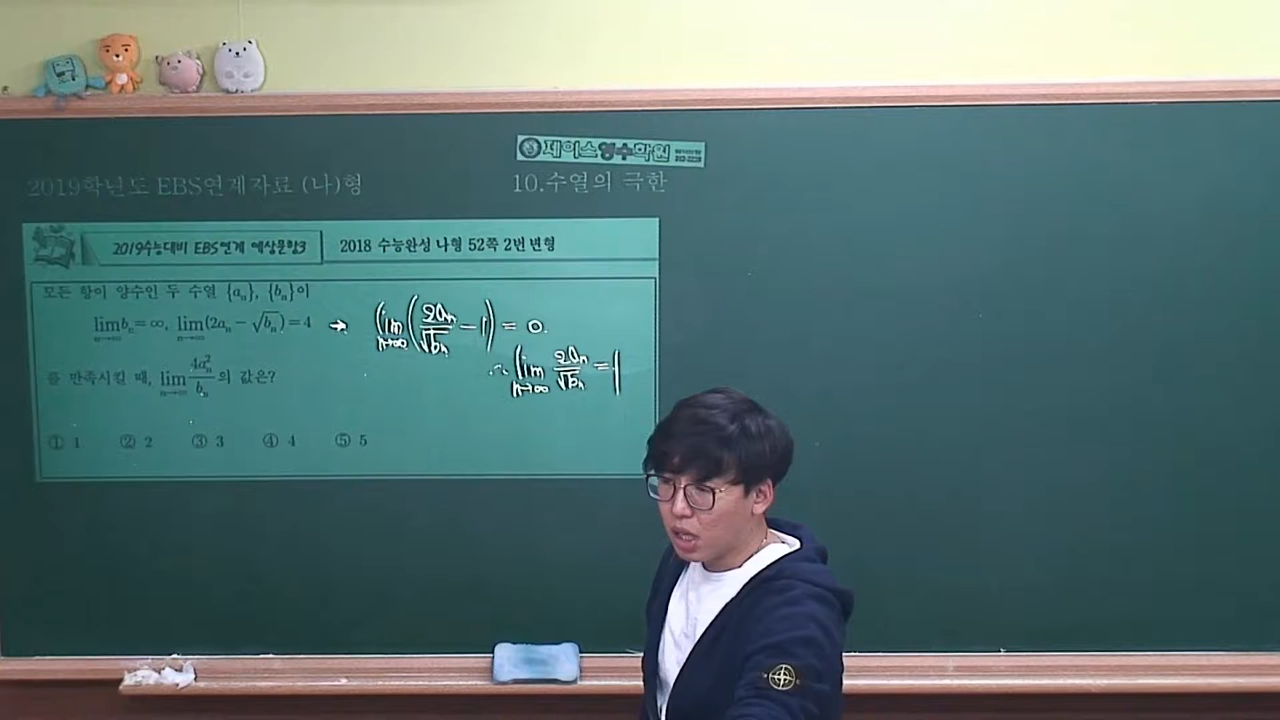 제이스영수학원
2019학년도 EBS연계자료 (나)형
10.수열의 극한
2019수능대비 EBS연계 예상문항3
2018 수능완성 나형 52쪽 2번 변형
모든 항이 양수인 두 수열 {aₙ}, {bₙ}이
lim n→∞ bₙ = ∞, lim n→∞ (2aₙ − √bₙ) = 4
를 만족시킬 때, lim n→∞ 4aₙ²/bₙ 의 값은?
① 1 ② 2 ③ 3 ④ 4 ⑤ 5
→ lim n→∞ (2aₙ/√bₙ − 1) = 0.
∴ lim n→∞ 2aₙ/√bₙ = 1